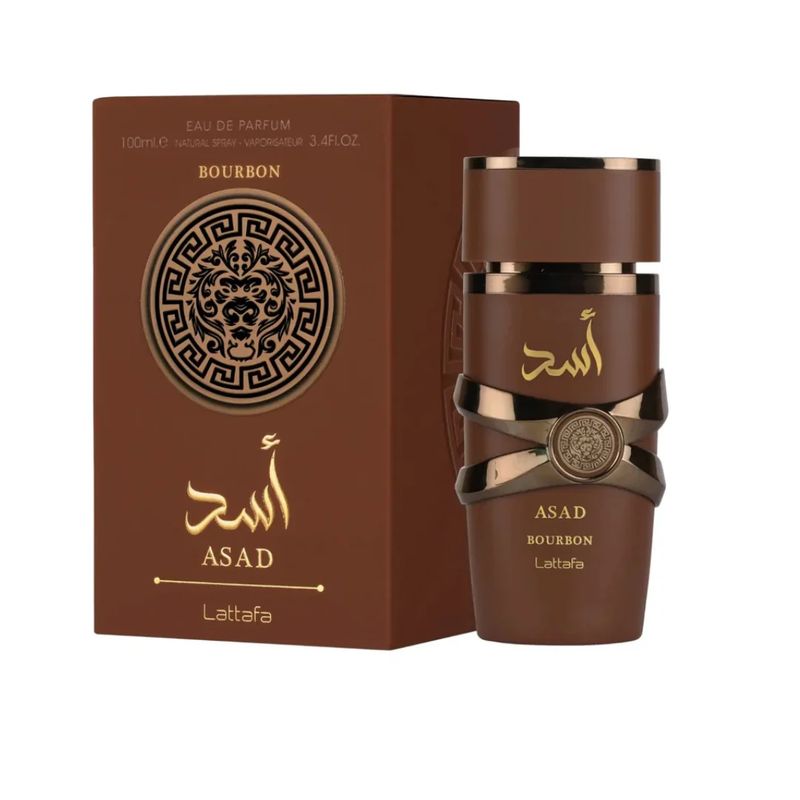 EAU DE PARFUM
100ml.e NATURAL SPRAY - VAPORISATEUR 3.4FL.OZ.
BOURBON
أسد
ASAD
Lattafa
أسد
ASAD
BOURBON
Lattafa